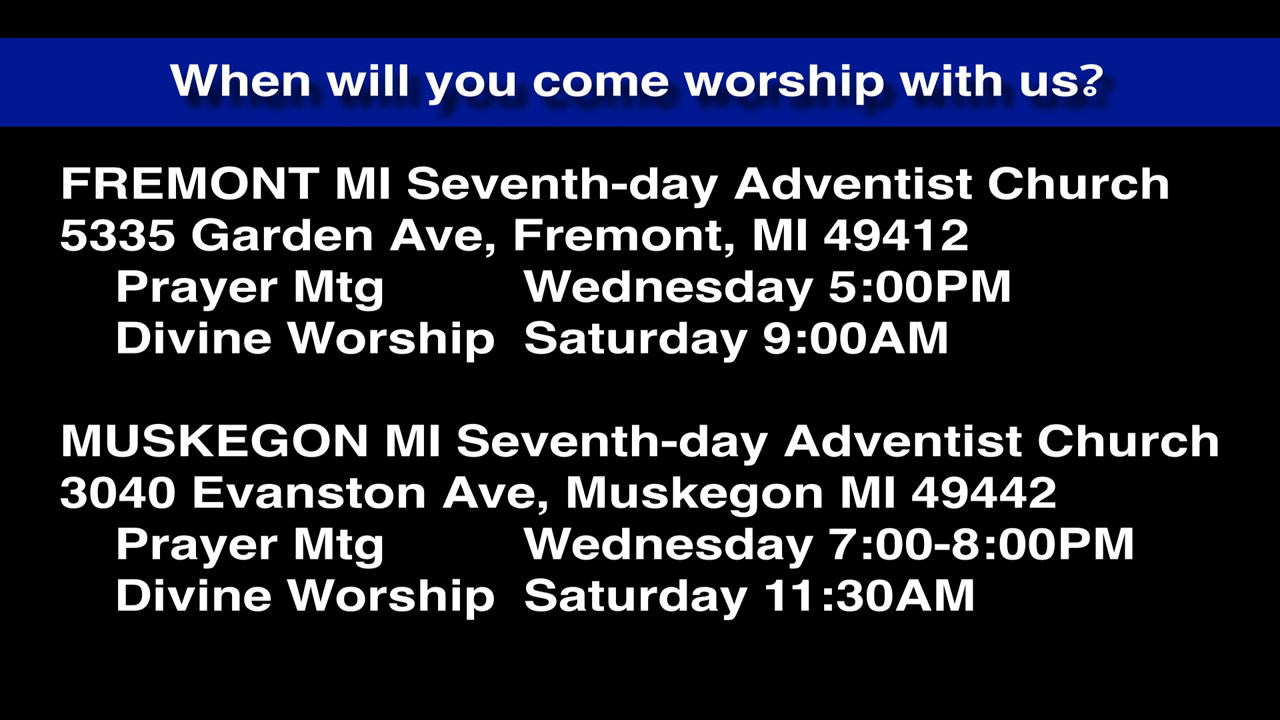 When will you come worship with us?
FREMONT MI Seventh-day Adventist Church
5335 Garden Ave, Fremont, MI 49412
Prayer Mtg Wednesday 5:00PM
Divine Worship Saturday 9:00AM
MUSKEGON MI Seventh-day Adventist Church
3040 Evanston Ave, Muskegon MI 49442
Prayer Mtg Wednesday 7:00-8:00PM
Divine Worship Saturday 11:30AM